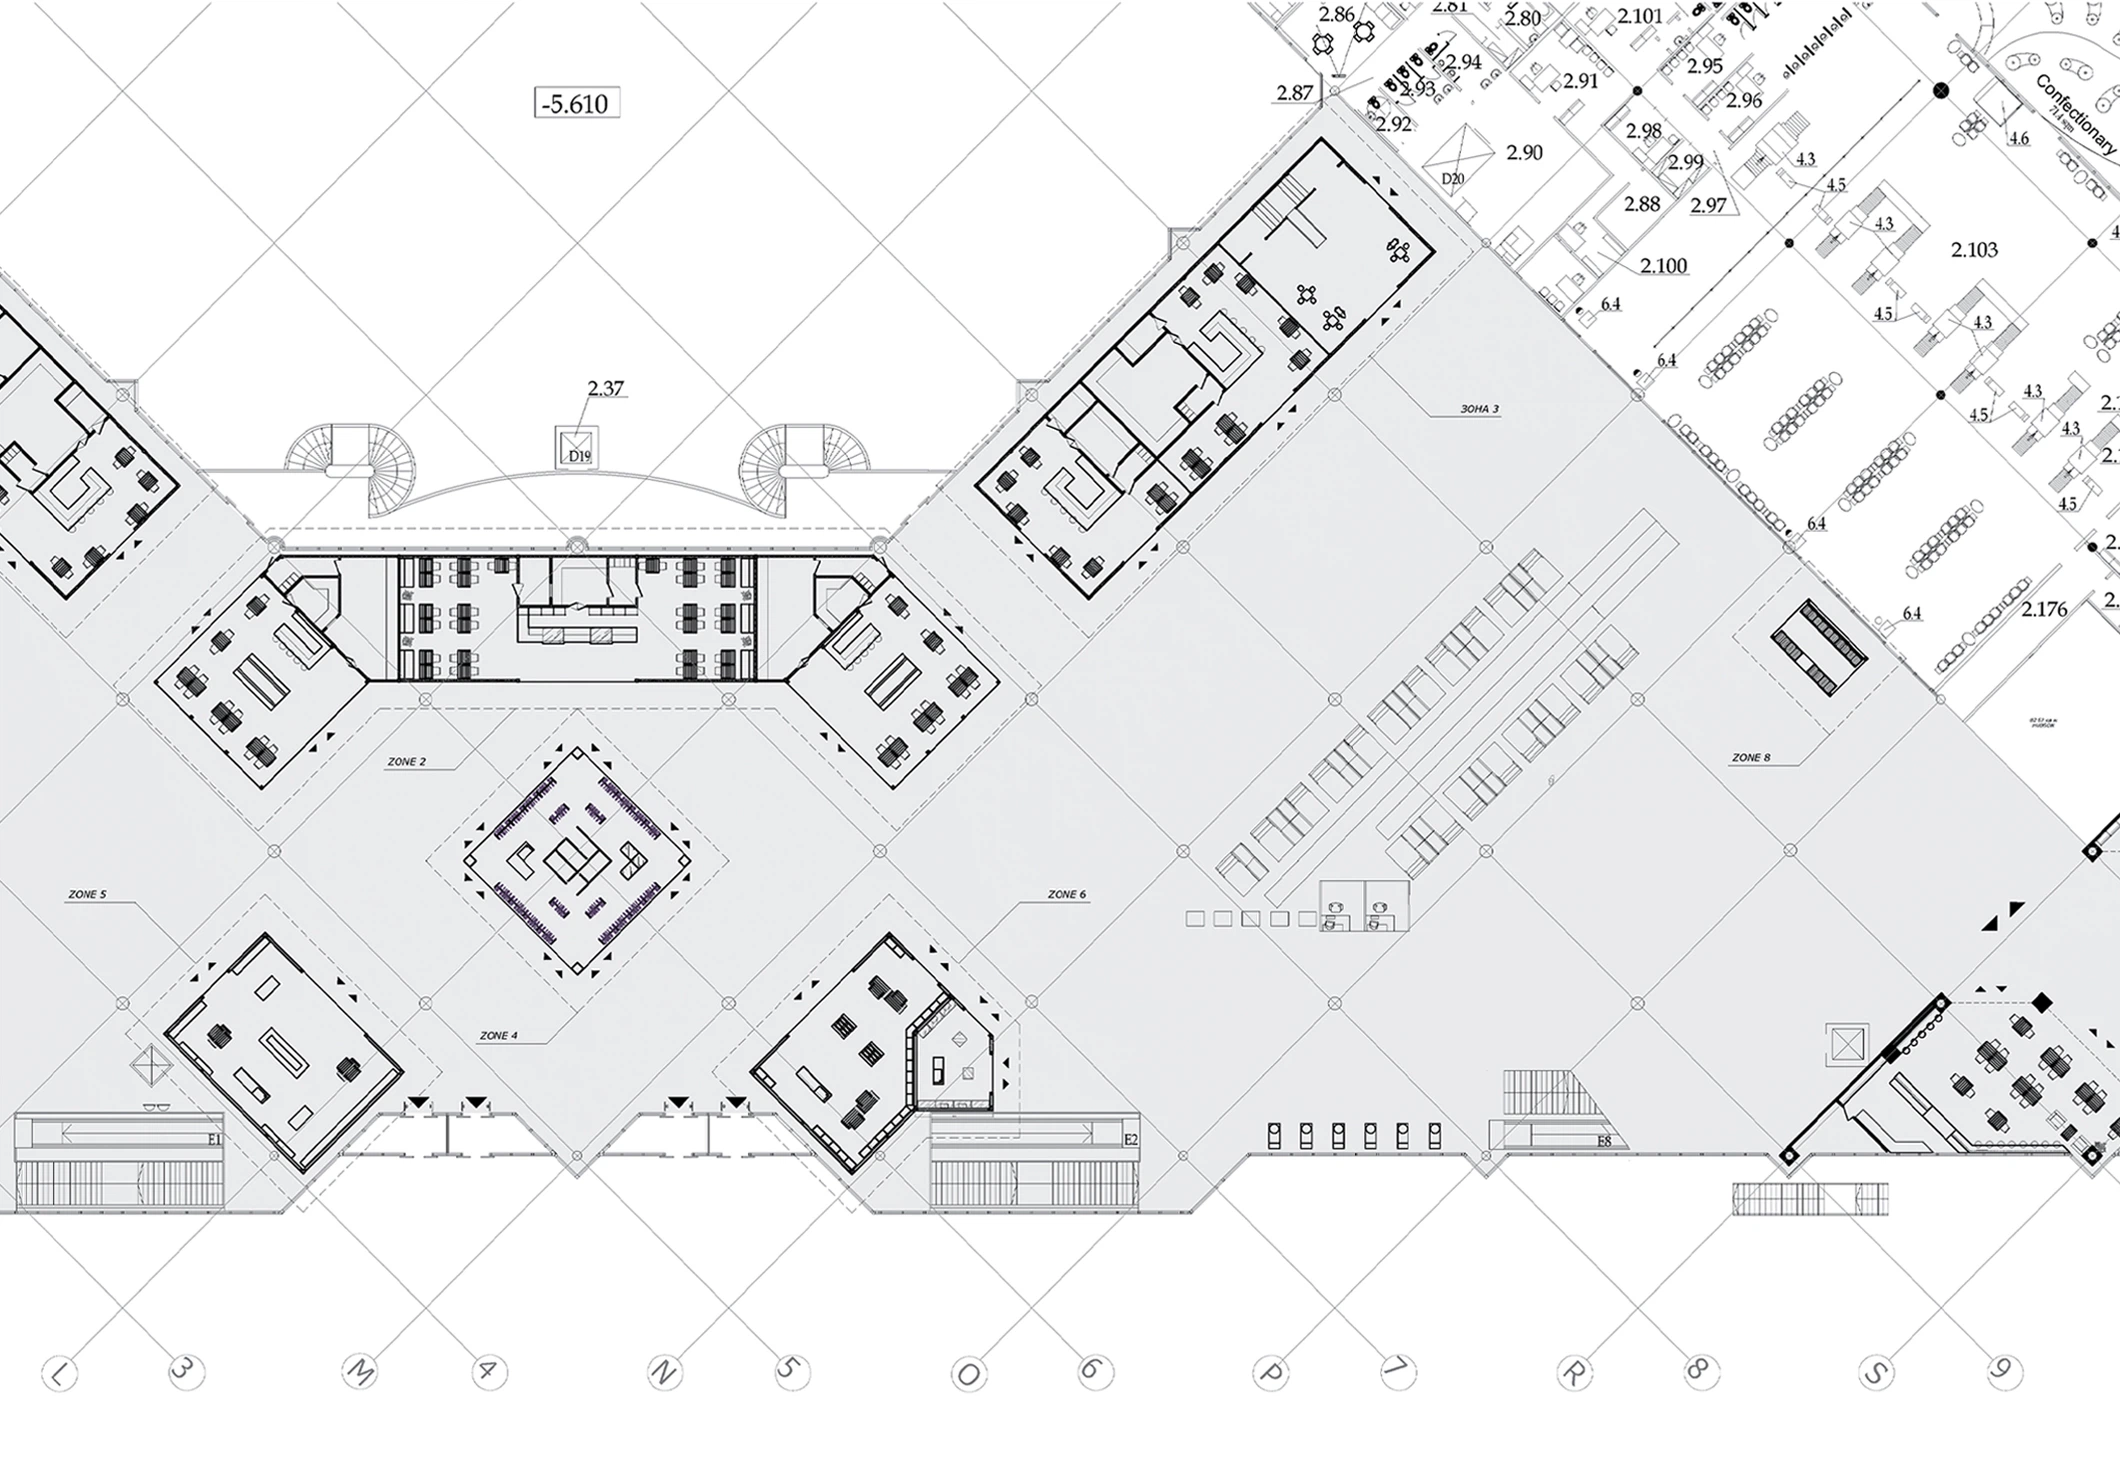 2.86
2.81
2.80
2.101
2.94
2.93
2.91
2.95
2.96
2.87
2.92
2.98
2.99
2.90
D20
2.88
2.97
2.100
-5.610
Confectionary
4.6
4.3
4.5
4.3
2.103
4.5
4.3
4.3
4.5
4.3
4.5
6.4
6.4
6.4
6.4
2.176
2.37
D19
ЗОНА 3
ZONE 2
ZONE 8
ZONE 5
ZONE 6
ZONE 4
E1
E2
E8
L
3
M
4
N
5
O
6
P
7
R
8
S
9